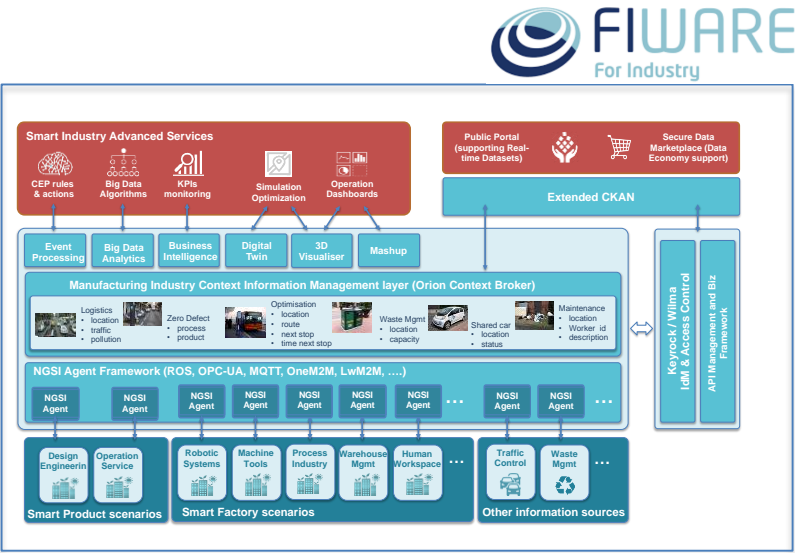 FIWARE
For Industry
Smart Industry Advanced Services
CEP rules
& actions
Big Data
Algorithms
KPIs
monitoring
Simulation
Optimization
Operation
Dashboards
Public Portal
(supporting Real-
time Datasets)
Secure Data
Marketplace (Data
Economy support)
Extended CKAN
Event
Processing
Big Data
Analytics
Business
Intelligence
Digital
Twin
3D
Visualiser
Mashup
Manufacturing Industry Context Information Management layer (Orion Context Broker)
Logistics
• location
• traffic
• pollution
Zero Defect
• process
• product
Optimisation
• location
• route
• next stop
• time next stop
Waste Mgmt
• location
• capacity
Shared car
• location
• status
Maintenance
• location
• Worker id
• description
Keyrock / Wilma
IdM & Access Control
API Management and Biz
Framework
NGSI Agent Framework (ROS, OPC-UA, MQTT, OneM2M, LwM2M, ....)
NGSI
Agent
NGSI
Agent
NGSI
Agent
NGSI
Agent
NGSI
Agent
NGSI
Agent
NGSI
Agent
...
NGSI
Agent
NGSI
Agent
...
Design
Engineerin
Operation
Service
Smart Product scenarios
Robotic
Systems
Machine
Tools
Process
Industry
Warehouse
Mgmt
Human
Workspace
...
Smart Factory scenarios
Traffic
Control
Waste
Mgmt
...
Other information sources